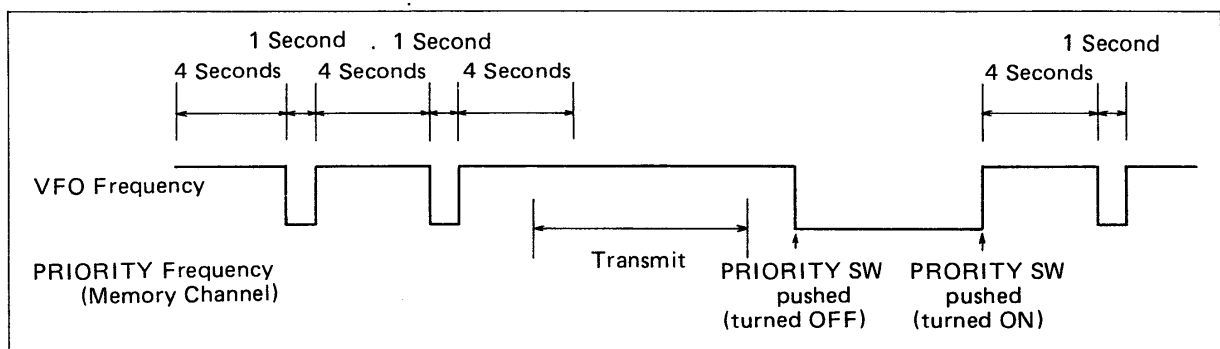 1 Second . 1 Second
1 Second
4 Seconds 4 Seconds 4 Seconds
4 Seconds
VFO Frequency
PRIORITY Frequency
(Memory Channel)
Transmit
PRIORITY SW
pushed
(turned OFF)
PRORITY SW
pushed
(turned ON)